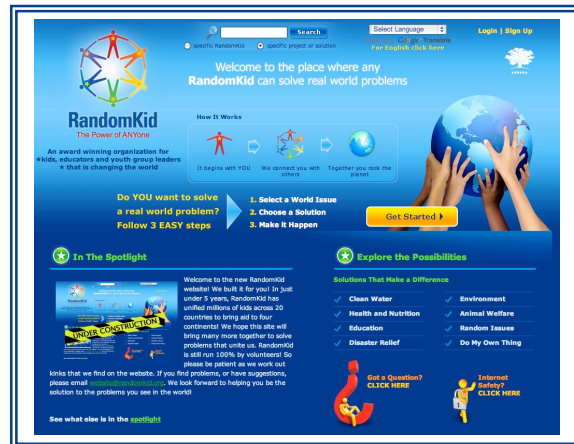 Search
Select Language
Login | Sign Up
specific RandomKid
specific project or solution
Google Translate
For English click here
Welcome to the place where any
RandomKid can solve real world problems
RandomKid
The Power of ANYone
An award winning organization for
★kids, educators and youth group leaders
★ that is changing the world
How It Works
It begins with YOU
We connect you with
others
Together you rock the
planet
Do YOU want to solve
a real world problem?
Follow 3 EASY steps
1. Select a World Issue
2. Choose a Solution
3. Make it Happen
Get Started
In The Spotlight
Welcome to the new RandomKid
website! We built it for you! In just
under 5 years, RandomKid has
unified millions of kids across 20
countries to bring aid to four
continents! We hope this site will
bring many more together to solve
problems that unite us. RandomKid
is still run 100% by volunteers! So
please be patient as we work out
kinks that we find on the website. If you find problems, or have suggestions,
please email website@randomkid.org. We look forward to helping you be the
solution to the problems you see in the world!
UNDER CONSTRUCTION
See what else is in the spotlight
Explore the Possibilities
Solutions That Make a Difference
Clean Water
Environment
Health and Nutrition
Animal Welfare
Education
Random Issues
Disaster Relief
Do My Own Thing
Got a Question?
CLICK HERE
Internet
Safety?
CLICK HERE